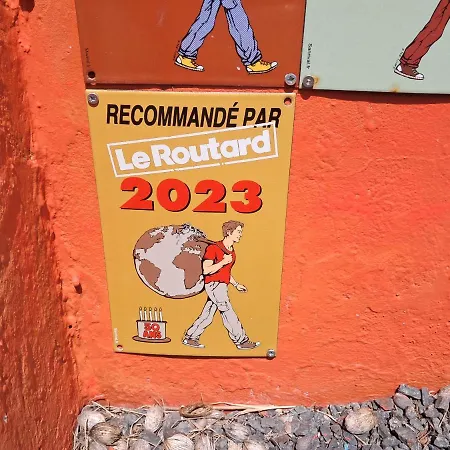 RECOMMANDÉ PAR
Le Routard
2023
50
ANS